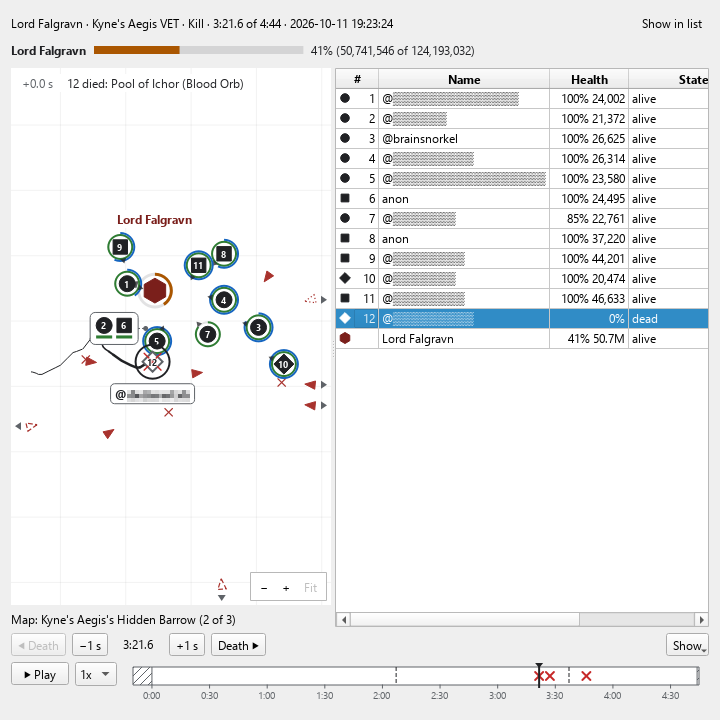 Lord Falgravn · Kyne's Aegis VET · Kill · 3:21.6 of 4:44 · 2026-10-11 19:23:24
Show in list
Lord Falgravn
41% (50,741,546 of 124,193,032)
+0.0 s 12 died: Pool of Ichor (Blood Orb)
Lord Falgravn
9
8
11
1
4
2 6
3
7
5
12
10
@
− + Fit
# Name Health State
1 @ 100% 24,002 alive
2 @ 100% 21,372 alive
3 @brainsnorkel 100% 26,625 alive
4 @ 100% 26,314 alive
5 @ 100% 23,580 alive
6 anon 100% 24,495 alive
7 @ 85% 22,761 alive
8 anon 100% 37,220 alive
9 @ 100% 44,201 alive
10 @ 100% 20,474 alive
11 @ 100% 46,633 alive
12 @ 0% dead
Lord Falgravn 41% 50.7M alive
Map: Kyne's Aegis's Hidden Barrow (2 of 3)
Death −1 s 3:21.6 +1 s Death Show
Play 1x
0:00 0:30 1:00 1:30 2:00 2:30 3:00 3:30 4:00 4:30